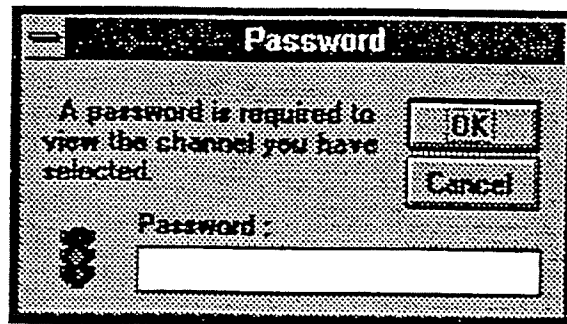 Password
A password is required to
view the channel you have
selected.
OK
Cancel
Password :